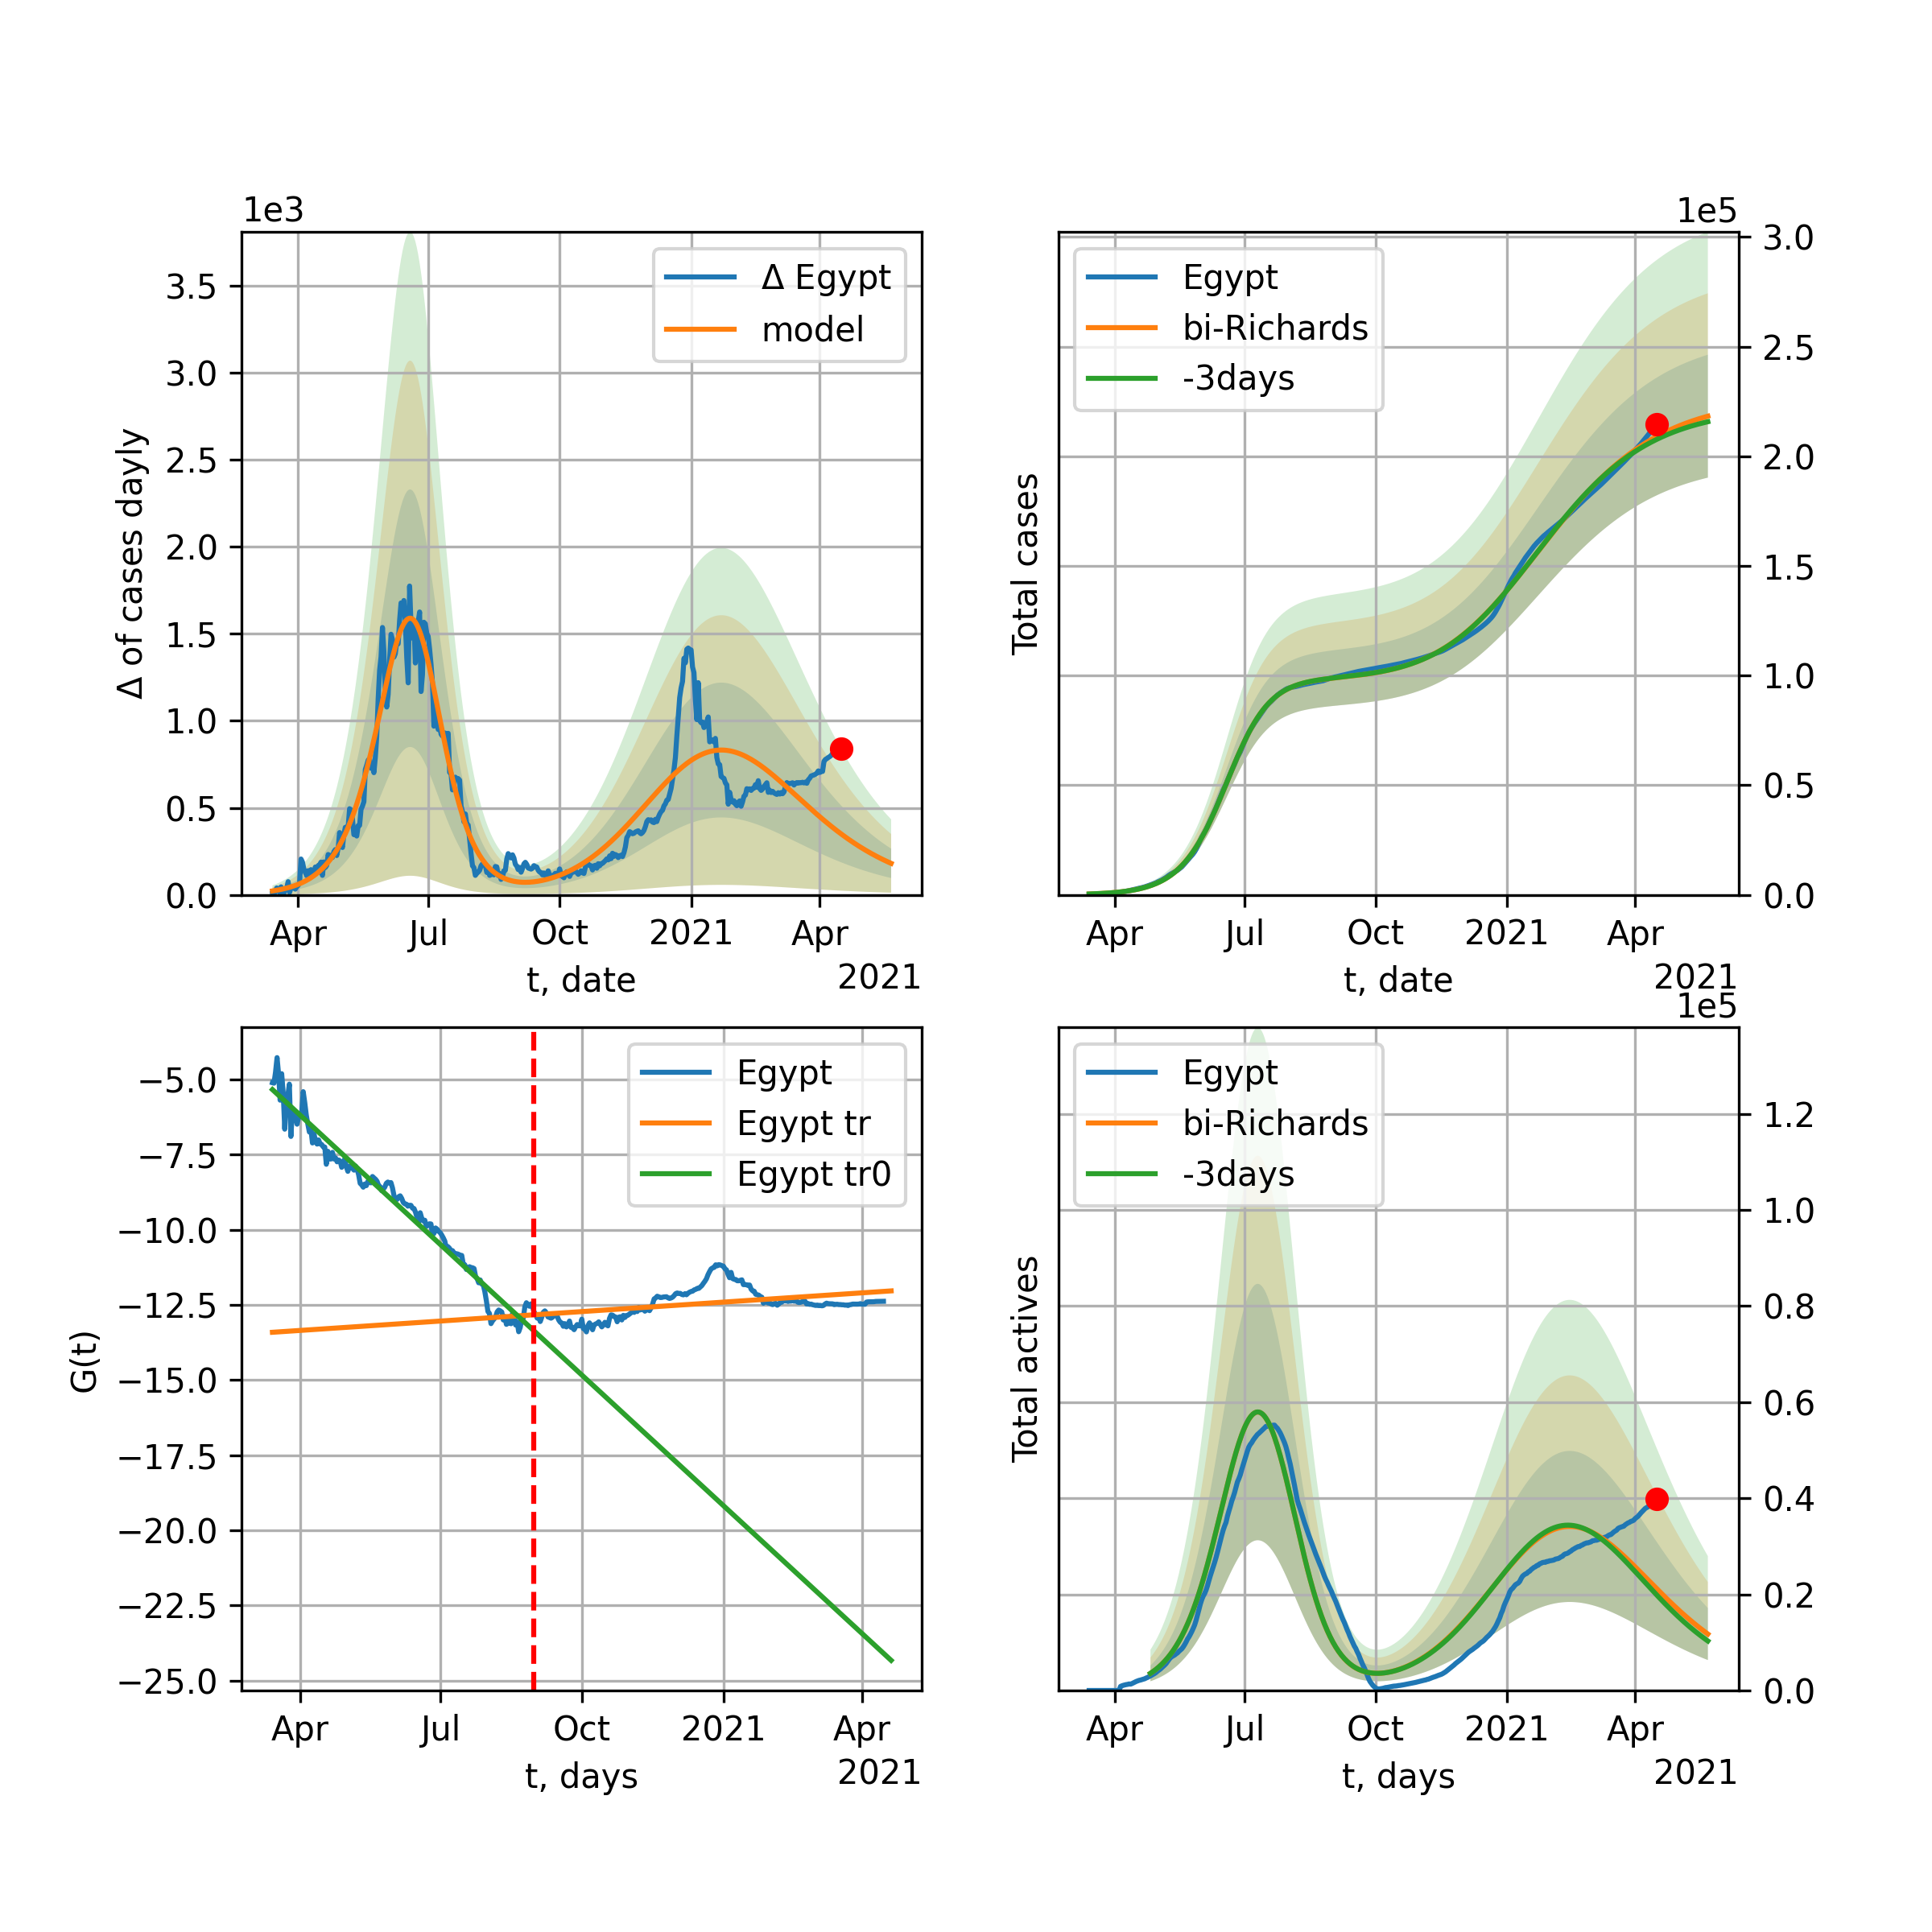 1e3
Δ of cases dayly
3.5
3.0
2.5
2.0
1.5
1.0
0.5
0.0
Δ Egypt
model
Apr Jul Oct 2021 Apr
t, date
2021
1e5
Total cases
Egypt
bi-Richards
-3days
3.0
2.5
2.0
1.5
1.0
0.5
0.0
Apr Jul Oct 2021 Apr
t, date
2021
G(t)
−5.0
−7.5
−10.0
−12.5
−15.0
−17.5
−20.0
−22.5
−25.0
Egypt
Egypt tr
Egypt tr0
Apr Jul Oct 2021 Apr
t, days
2021
1e5
Total actives
Egypt
bi-Richards
-3days
1.2
1.0
0.8
0.6
0.4
0.2
0.0
Apr Jul Oct 2021 Apr
t, days
2021